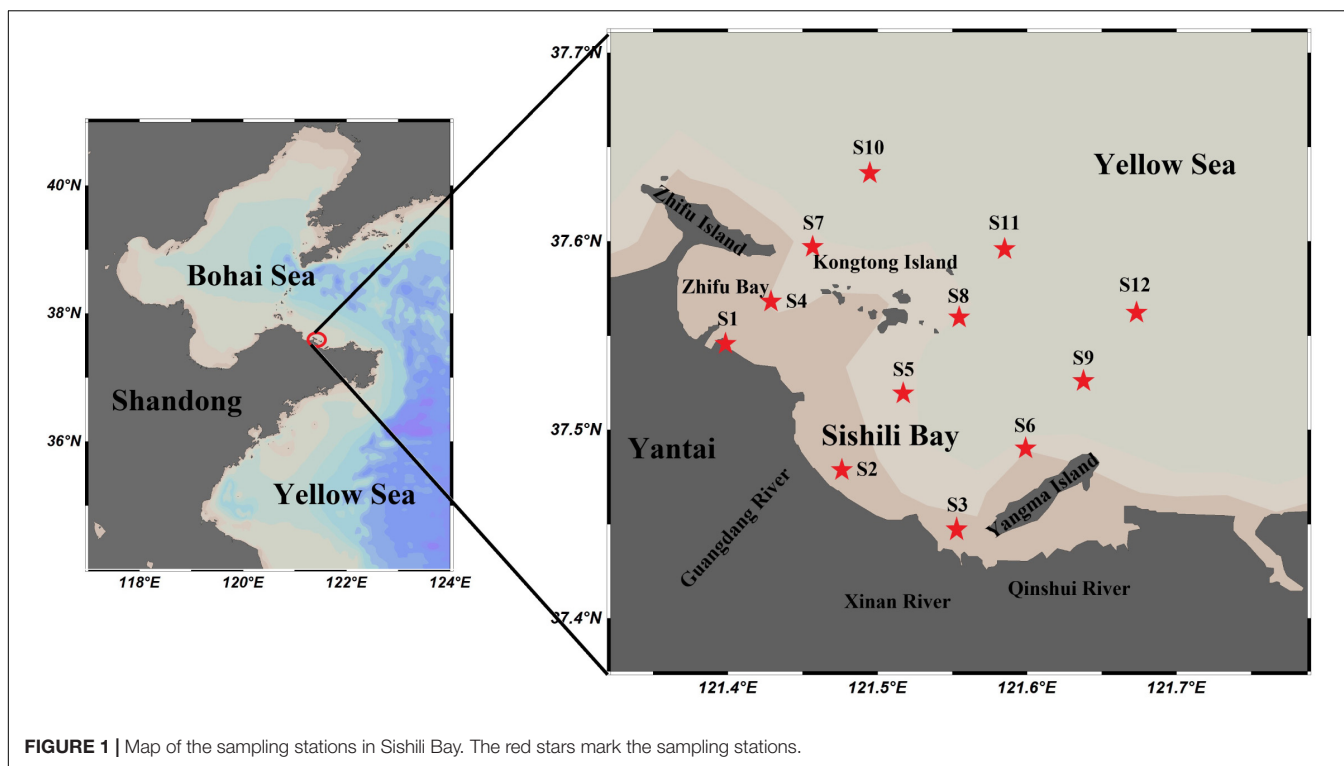 40°N
38°N
36°N
118°E
120°E
122°E
124°E
Bohai Sea
Shandong
Yellow Sea
37.7°N
37.6°N
37.5°N
37.4°N
121.4°E
121.5°E
121.6°E
121.7°E
S10
Yellow Sea
Zhifu Island
S7
S11
Kongtong Island
Zhifu Bay
S4
S8
S12
S1
S5
S9
Sishili Bay
S6
Yantai
S2
Yangma Island
S3
Guangdang River
Xinan River
Qinshui River
FIGURE 1 | Map of the sampling stations in Sishili Bay. The red stars mark the sampling stations.